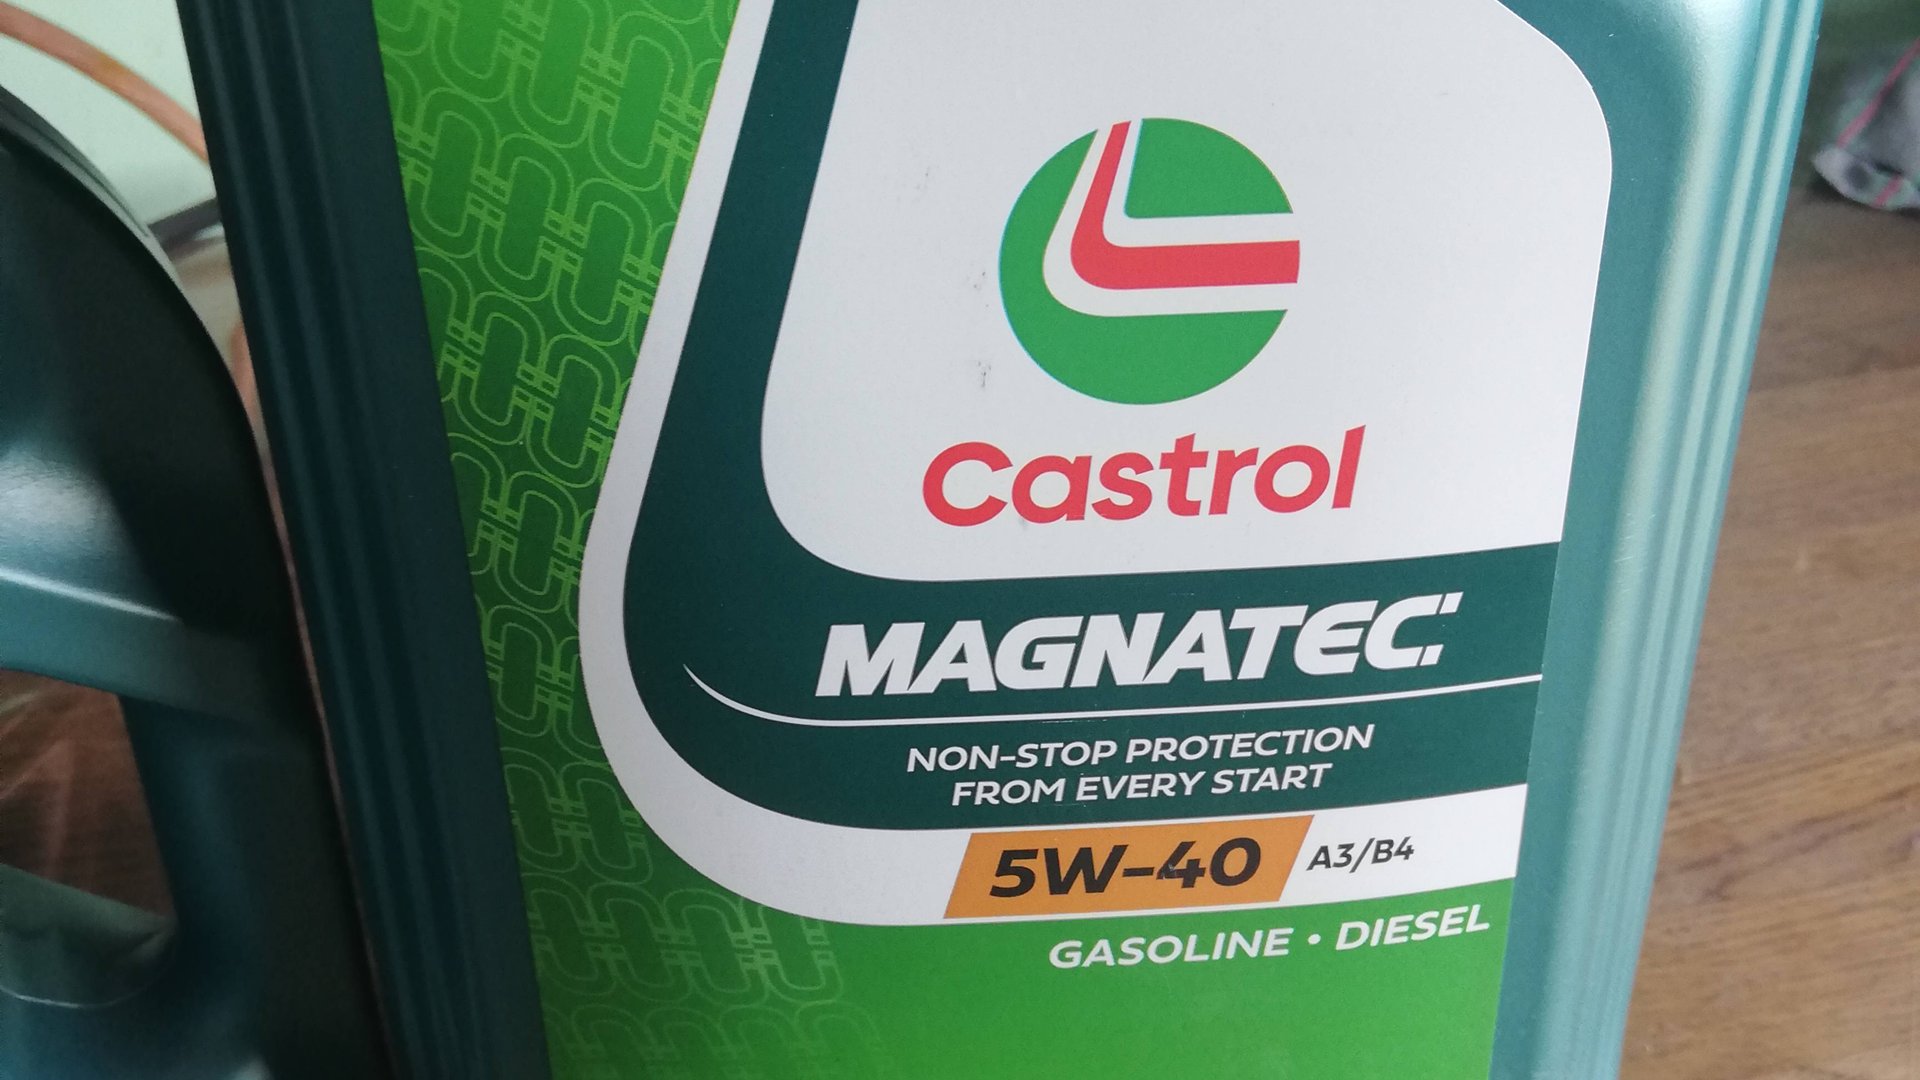 Castrol
MAGNATEC
NON-STOP PROTECTION
FROM EVERY START
5W-40 A3/B4
GASOLINE • DIESEL